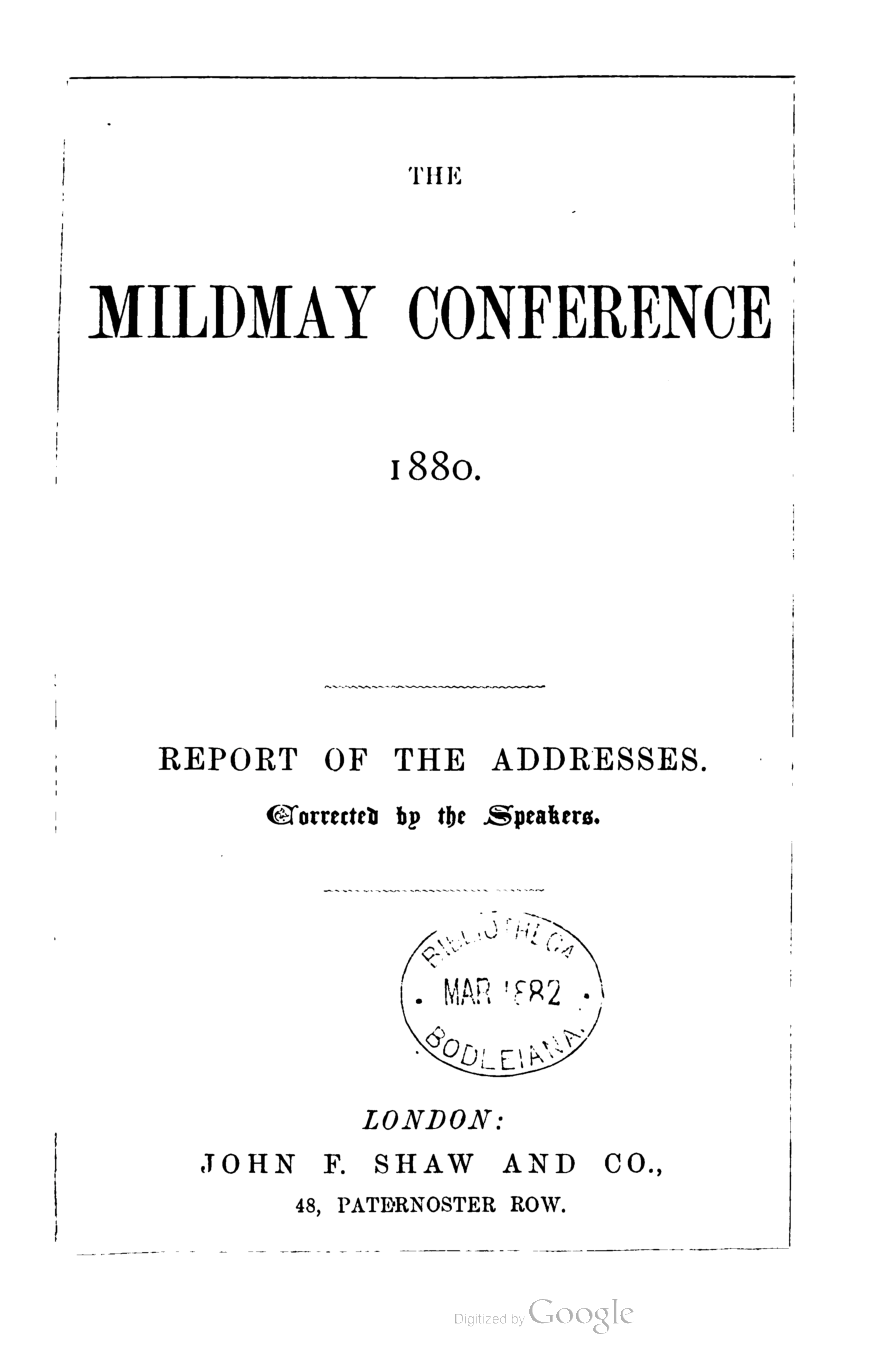 THE
MILDMAY CONFERENCE
1880.
REPORT OF THE ADDRESSES.
Corrected by the Speakers.
BIBLIOTHECA
MAR 1882
BODLEIANA.
LONDON:
JOHN F. SHAW AND CO.,
48, PATERNOSTER ROW.
Digitized by Google